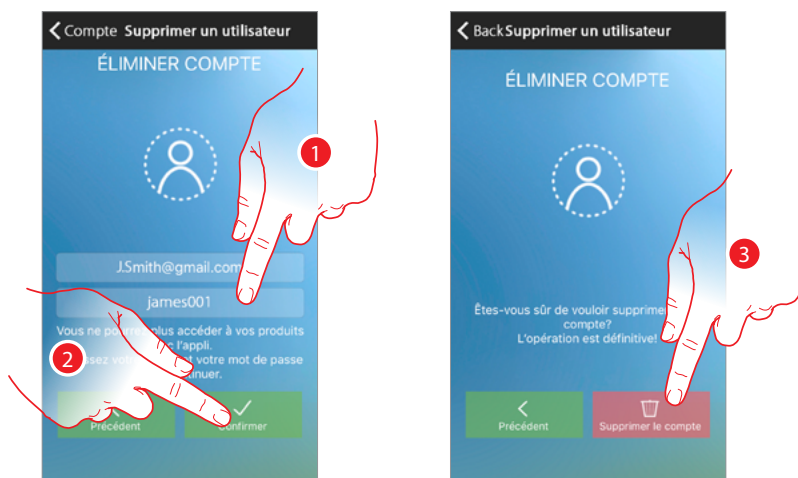 Compte Supprimer un utilisateur
ÉLIMINER COMPTE
1
J.Smith@gmail.com
james001
Vous ne plus accéder à vos produits
l'appli.
2
votre mot de passe
Précédent
Confirmer
Back Supprimer un utilisateur
ÉLIMINER COMPTE
3
Êtes-vous sûr de vouloir supprimer
compte?
L'opération est définitive!
Précédent
Supprimer le compte